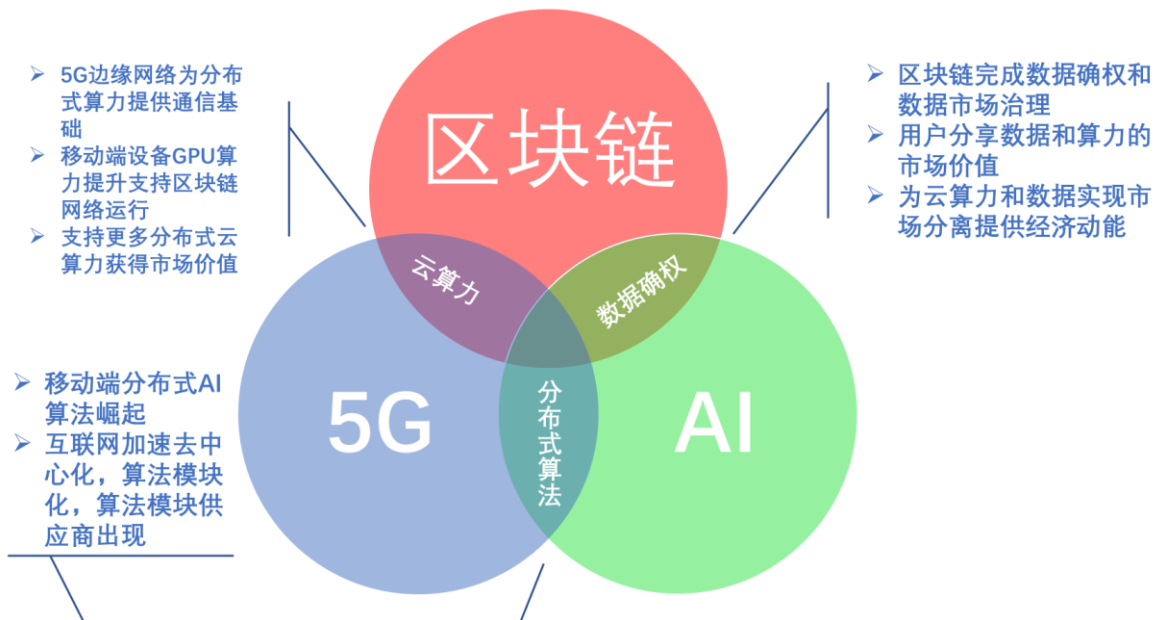 5G边缘网络为分布
式算力提供通信基
础
移动端设备GPU算
力提升支持区块链
网络运行
支持更多分布式云
算力获得市场价值
区块链
区块链完成数据确权和
数据市场治理
用户分享数据和算力的
市场价值
为云算力和数据实现市
场分离提供经济动能
云算力
数据确权
移动端分布式AI
算法崛起
互联网加速去中
心化，算法模块
化，算法模块供
应商出现
5G
分布式算法
AI